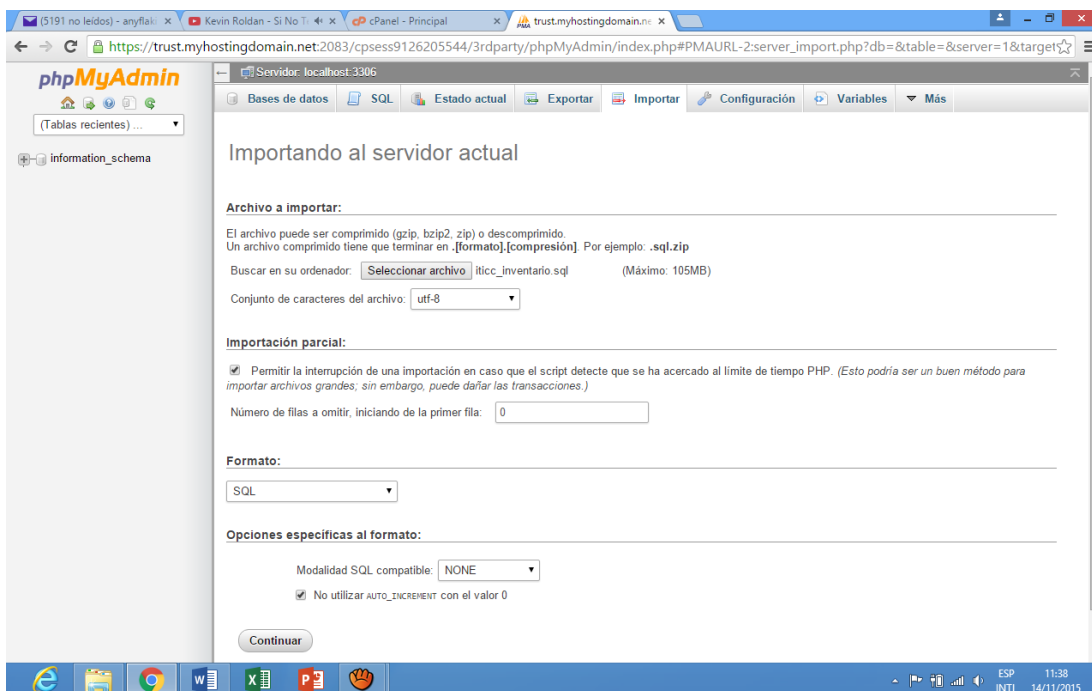 (5191 no leídos) - anyflak
Kevin Roldan - Si No T
cPanel - Principal
trust.myhostingdomain.ne
https://trust.myhostingdomain.net:2083/cpsess9126205544/3rdparty/phpMyAdmin/index.php#PMAURL-2:server_import.php?db=&table=&server=1&target
phpMyAdmin
(Tablas recientes) ...
information_schema
Servidor: localhost:3306
Bases de datos
SQL
Estado actual
Exportar
Importar
Configuración
Variables
Más
Importando al servidor actual
Archivo a importar:
El archivo puede ser comprimido (gzip, bzip2, zip) o descomprimido.
Un archivo comprimido tiene que terminar en .[formato].[compresión]. Por ejemplo: .sql.zip
Buscar en su ordenador: Seleccionar archivo iticc_inventario.sql (Máximo: 105MB)
Conjunto de caracteres del archivo: utf-8
Importación parcial:
Permitir la interrupción de una importación en caso que el script detecte que se ha acercado al límite de tiempo PHP. (Esto podría ser un buen método para
importar archivos grandes; sin embargo, puede dañar las transacciones.)
Número de filas a omitir, iniciando de la primer fila: 0
Formato:
SQL
Opciones específicas al formato:
Modalidad SQL compatible: NONE
No utilizar AUTO_INCREMENT con el valor 0
Continuar
ESP
INTL
11:38
14/11/2015